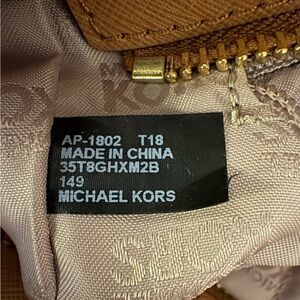 AP-1802 T18
MADE IN CHINA
35T8GHXM2B
149
MICHAEL KORS